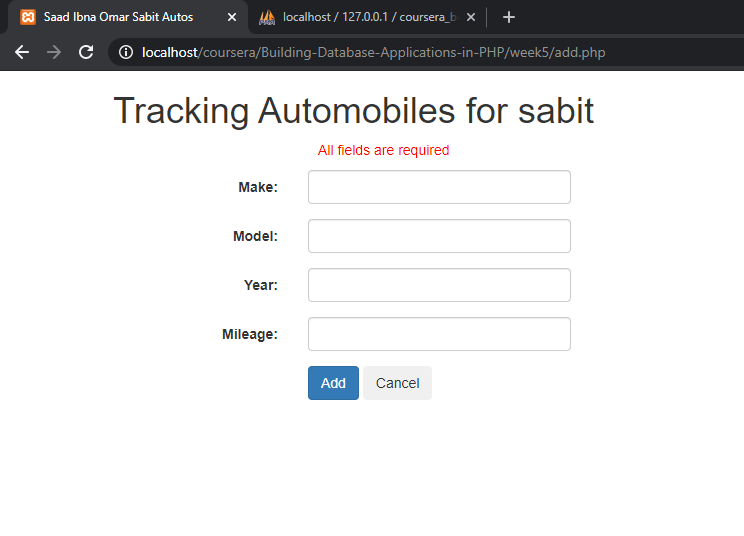 Saad Ibna Omar Sabit Autos
localhost / 127.0.0.1 / coursera_b
localhost/coursera/Building-Database-Applications-in-PHP/week5/add.php
Tracking Automobiles for sabit
All fields are required
Make:
Model:
Year:
Mileage:
Add Cancel